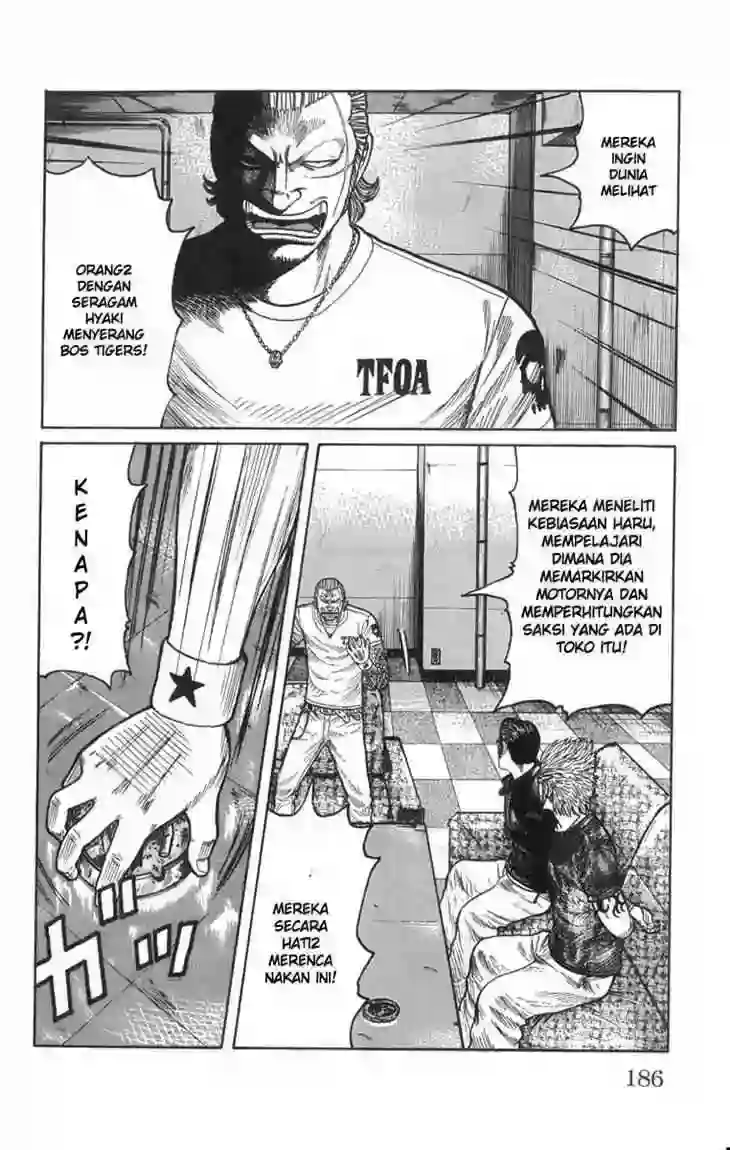 MEREKA
INGIN
DUNIA
MELIHAT
ORANG2
DENGAN
SERAGAM
HYAKI
MENYERANG
BOS TIGERS!
TFOA
MEREKA MENELITI
KEBIASAAN HARU,
MEMPELAJARI
DIMANA DIA
MEMARKIRKAN
MOTORNYA DAN
MEMPERHITUNGKAN
SAKSI YANG ADA DI
TOKO ITU!
MEREKA
SECARA
HATI2
MERENCA
NAKAN INI!
KENAPA?!
ガッ
186